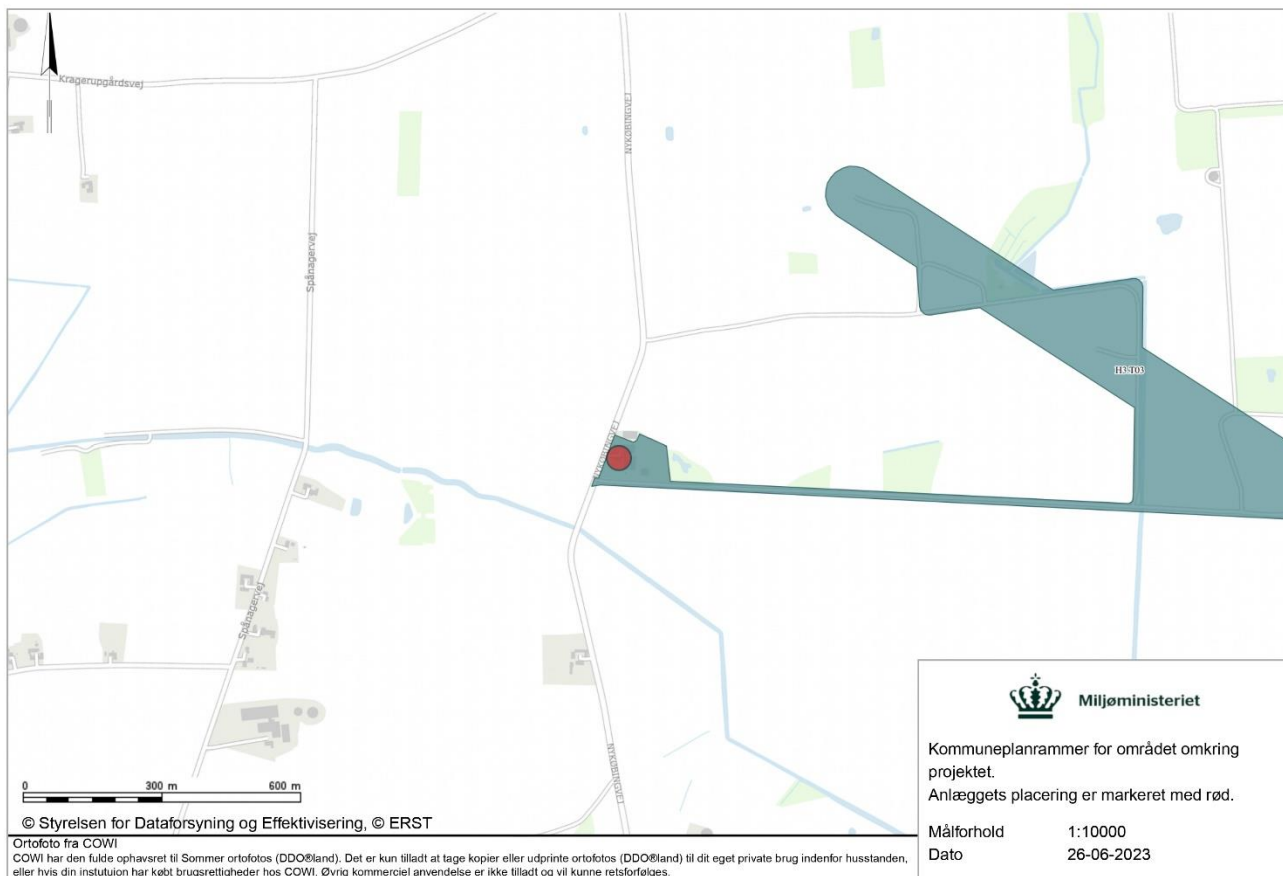 Kragerupgårdsvej
NYKØBINGVEJ
Spånagervej
H3-T03
NYKØBINGVEJ
Spånagervej
NYKØBINGVEJ
0 300 m 600 m
© Styrelsen for Dataforsyning og Effektivisering, © ERST
Miljøministeriet
Kommuneplanrammer for området omkring
projektet.
Anlæggets placering er markeret med rød.
Målforhold 1:10000
Dato 26-06-2023
Ortofoto fra COWI
COWI har den fulde ophavsret til Sommer ortofotos (DDO®land). Det er kun tilladt at tage kopier eller udprinte ortofotos (DDO®land) til dit eget private brug indenfor husstanden,
eller hvis din instutuion har købt brugsrettigheder hos COWI. Øvrig kommerciel anvendelse er ikke tilladt og vil kunne retsforfølges.